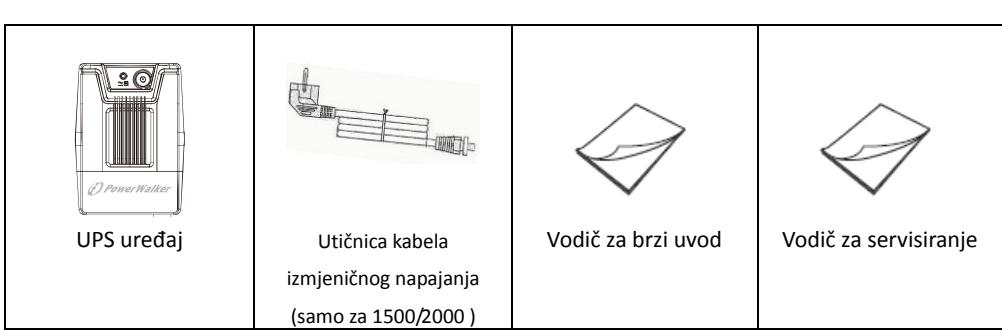 PowerWalker
UPS uređaj
Utičnica kabela
izmjeničnog napajanja
(samo za 1500/2000 )
Vodič za brzi uvod
Vodič za servisiranje